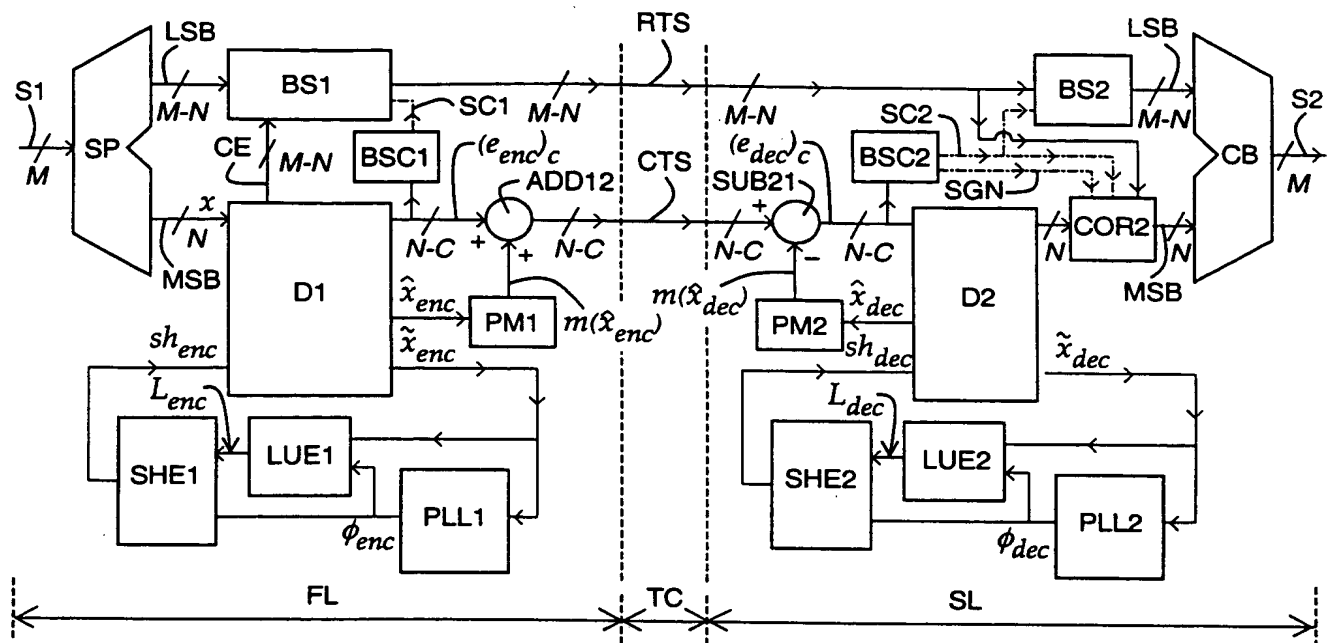 LSB
RTS
LSB
S1
BS1
BS2
S2
M-N
M-N
M-N
M-N
SC1
SC2
SP
CB
M
CE
M-N
BSC1
(e_enc)_c
(e_dec)_c
BSC2
M
ADD12
CTS
SUB21
SGN
x
N
+
+
N-C
N-C
N-C
+
−
N-C
N
COR2
N
MSB
MSB
D1
D2
x̂_enc
m(x̂_dec)
x̂_dec
PM1
m(x̂_enc)
PM2
x̃_enc
x̃_dec
sh_enc
sh_dec
L_enc
L_dec
SHE1
LUE1
SHE2
LUE2
PLL1
PLL2
ϕ_enc
ϕ_dec
FL
TC
SL